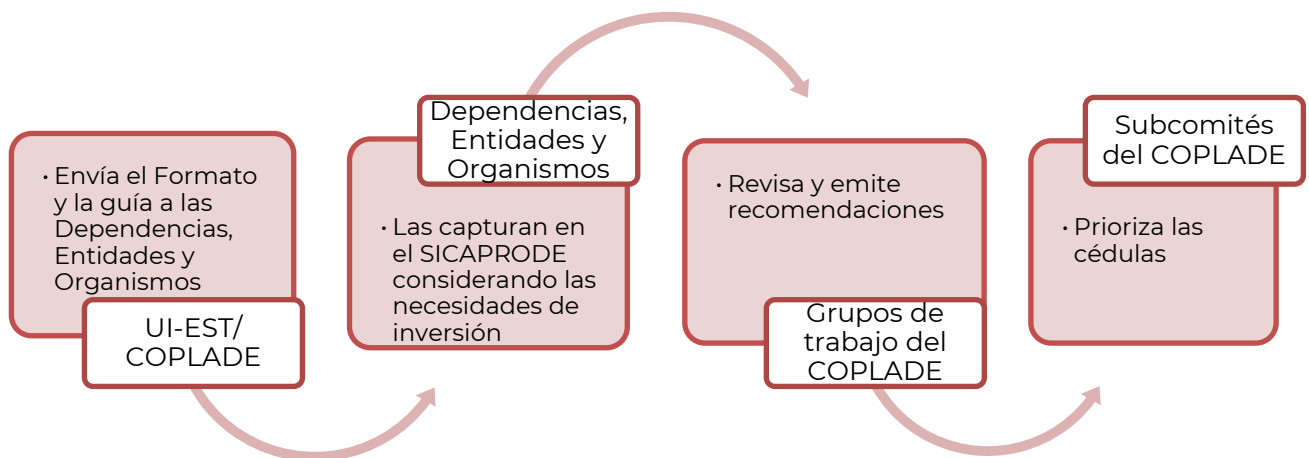 · Envía el Formato
y la guía a las
Dependencias,
Entidades y
Organismos
UI-EST/
COPLADE
Dependencias,
Entidades y
Organismos
· Las capturan en
el SICAPRODE
considerando las
necesidades de
inversión
· Revisa y emite
recomendaciones
Grupos de
trabajo del
COPLADE
Subcomités
del COPLADE
· Prioriza las
cédulas